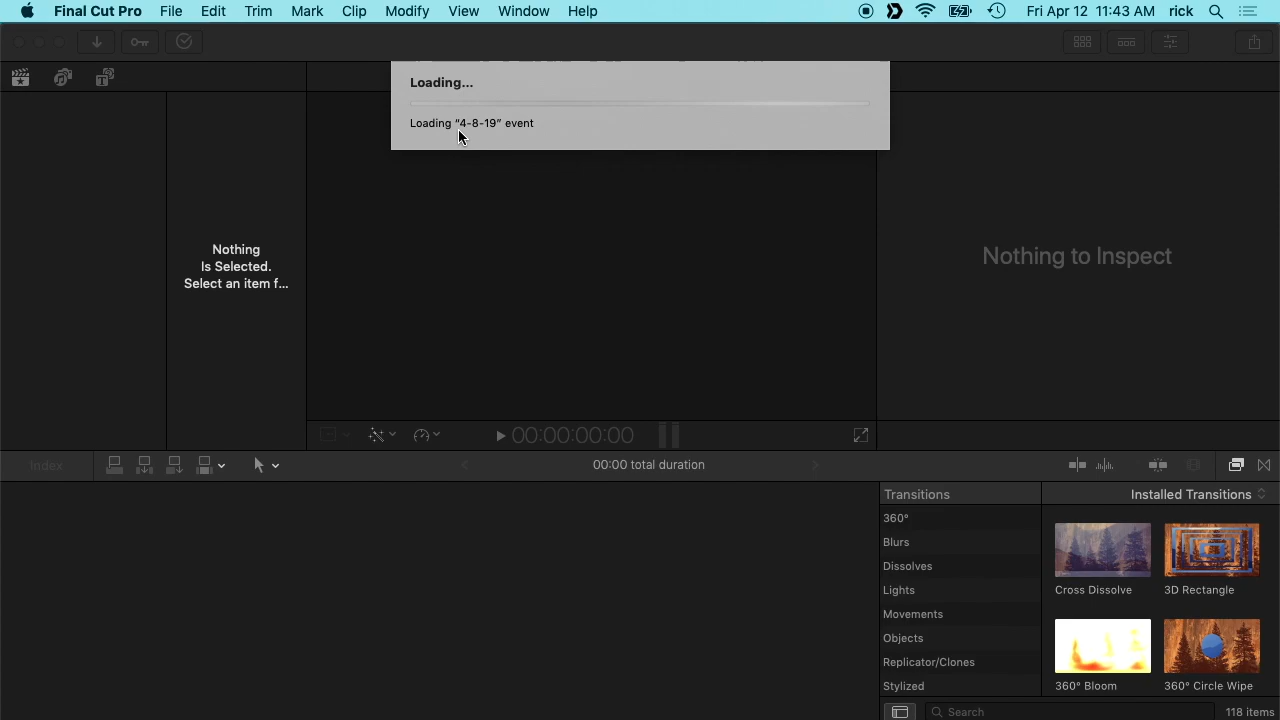 Final Cut Pro File Edit Trim Mark Clip Modify View Window Help Fri Apr 12 11:43 AM rick
Loading...
Loading “4-8-19” event
Nothing
Is Selected.
Select an item f...
Nothing to Inspect
00:00:00:00
Index
00:00 total duration
Transitions
Installed Transitions
360°
Blurs
Dissolves
Lights
Movements
Objects
Replicator/Clones
Stylized
Cross Dissolve
3D Rectangle
360° Bloom
360° Circle Wipe
Search
118 items